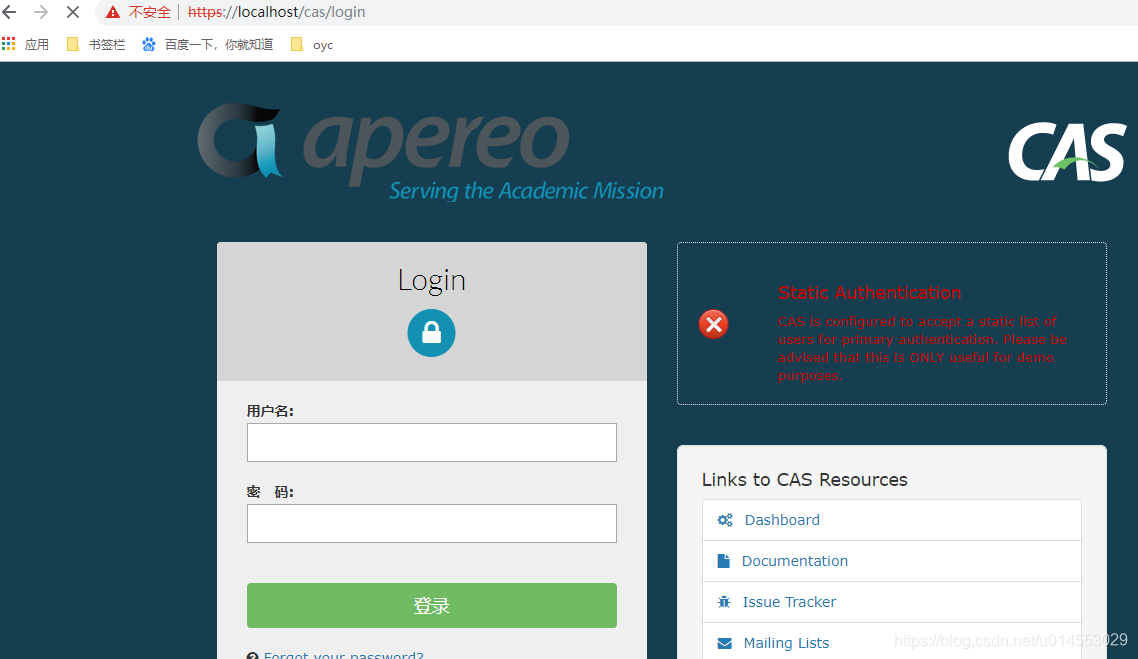 不安全 | https://localhost/cas/login
应用 书签栏 百度一下，你就知道 oyc
apereo
Serving the Academic Mission
CAS
Login
用户名:
密 码:
登录
Forgot your password?
Static Authentication
CAS is configured to accept a static list of
users for primary authentication. Please be
advised that this is ONLY useful for demo
purposes.
Links to CAS Resources
Dashboard
Documentation
Issue Tracker
Mailing Lists
https://blog.csdn.net/u014553029